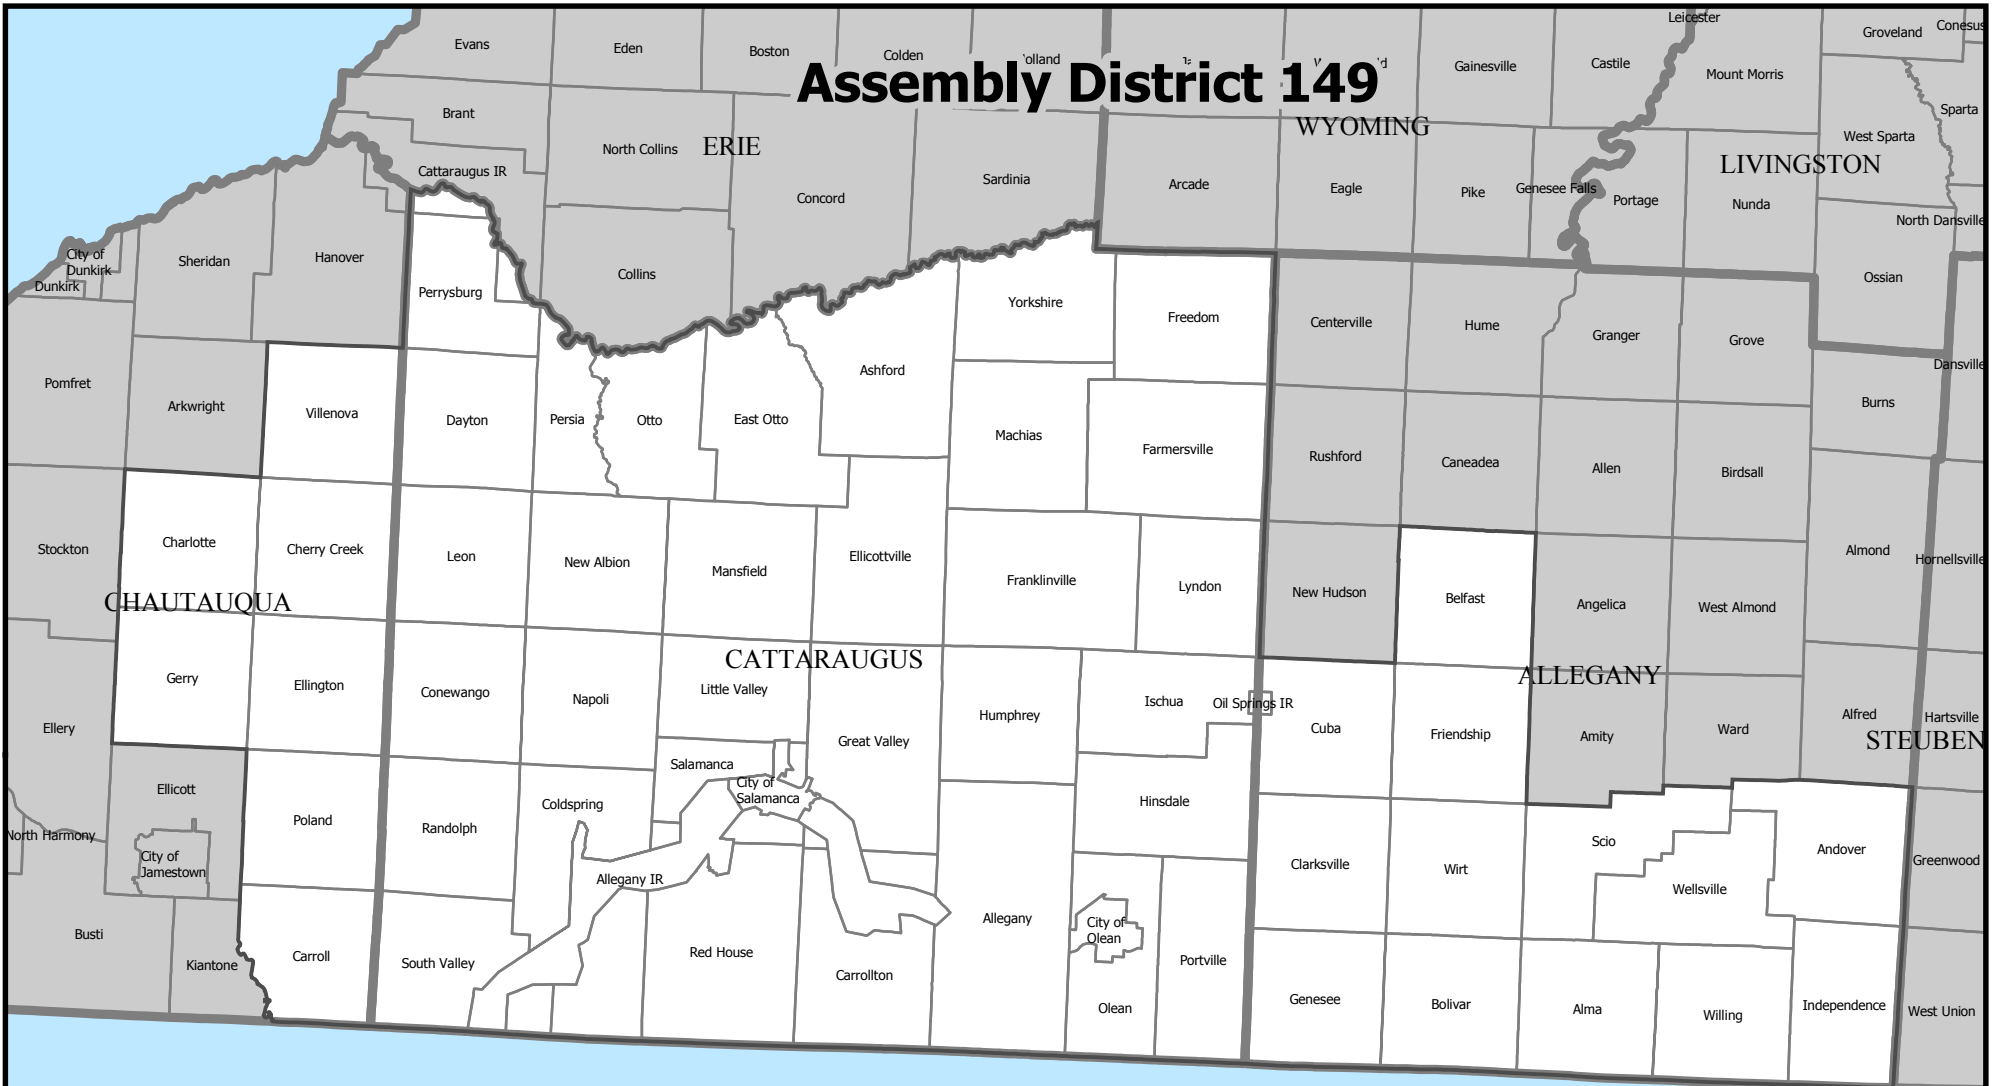 Leicester
Evans
Eden
Boston
Colden
Groveland
Conesus
Gainesville
Castile
Mount Morris
Assembly District 149
Brant
Sparta
WYOMING
West Sparta
North Collins
ERIE
LIVINGSTON
Cattaraugus IR
Sardinia
Arcade
Eagle
Pike
Genesee Falls
Portage
Nunda
Concord
North Dansville
City of
Dunkirk
Dunkirk
Sheridan
Hanover
Collins
Ossian
Perrysburg
Yorkshire
Freedom
Centerville
Hume
Granger
Grove
Pomfret
Ashford
Dansville
Arkwright
Villenova
Dayton
Persia
Otto
East Otto
Burns
Machias
Farmersville
Rushford
Caneadea
Allen
Birdsall
Stockton
Charlotte
Cherry Creek
Leon
New Albion
Mansfield
Ellicottville
Franklinville
Lyndon
New Hudson
Belfast
Angelica
West Almond
Almond
Hornellsville
CHAUTAUQUA
CATTARAUGUS
ALLEGANY
Gerry
Ellington
Conewango
Napoli
Little Valley
Humphrey
Ischua
Oil Springs IR
Ellery
Great Valley
Cuba
Friendship
Amity
Ward
Alfred
Hartsville
STEUBEN
Salamanca
City of
Salamanca
Ellicott
Coldspring
Hinsdale
North Harmony
Poland
Randolph
City of
Jamestown
Allegany IR
Clarksville
Wirt
Scio
Wellsville
Andover
Greenwood
Busti
Kiantone
Carroll
South Valley
Red House
Carrollton
Allegany
City of
Olean
Portville
Olean
Genesee
Bolivar
Alma
Willing
Independence
West Union